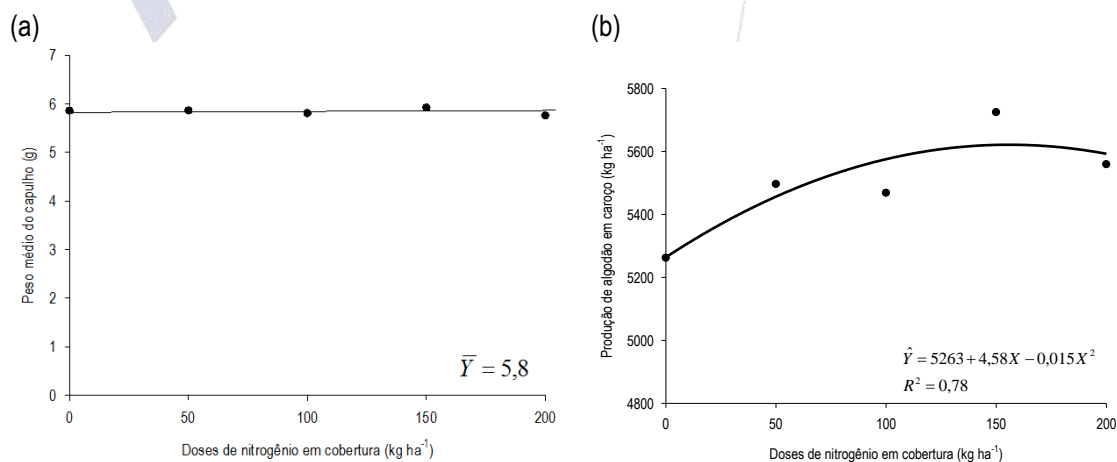 (a)
7
6
5
4
3
2
1
0
Peso médio do capulho (g)
Y̅ = 5,8
0 50 100 150 200
Doses de nitrogênio em cobertura (kg ha⁻¹)
(b)
5800
5600
5400
5200
5000
4800
Produção de algodão em caroço (kg ha⁻¹)
Ŷ = 5263 + 4,58X − 0,015X²
R² = 0,78
0 50 100 150 200
Doses de nitrogênio em cobertura (kg ha⁻¹)